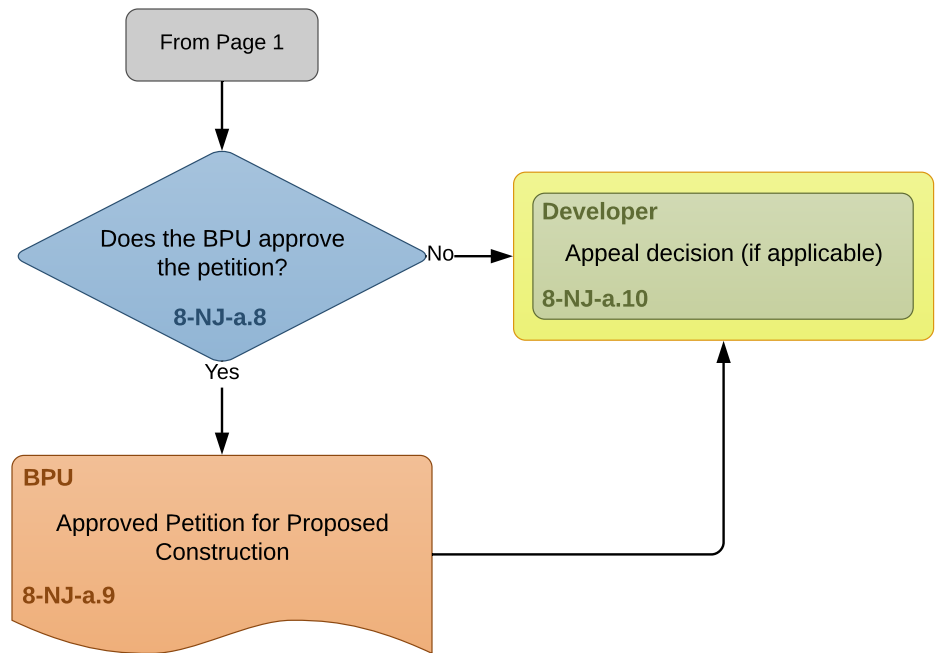 From Page 1
Does the BPU approve
the petition?
8-NJ-a.8
No
Developer
Appeal decision (if applicable)
8-NJ-a.10
Yes
BPU
Approved Petition for Proposed
Construction
8-NJ-a.9